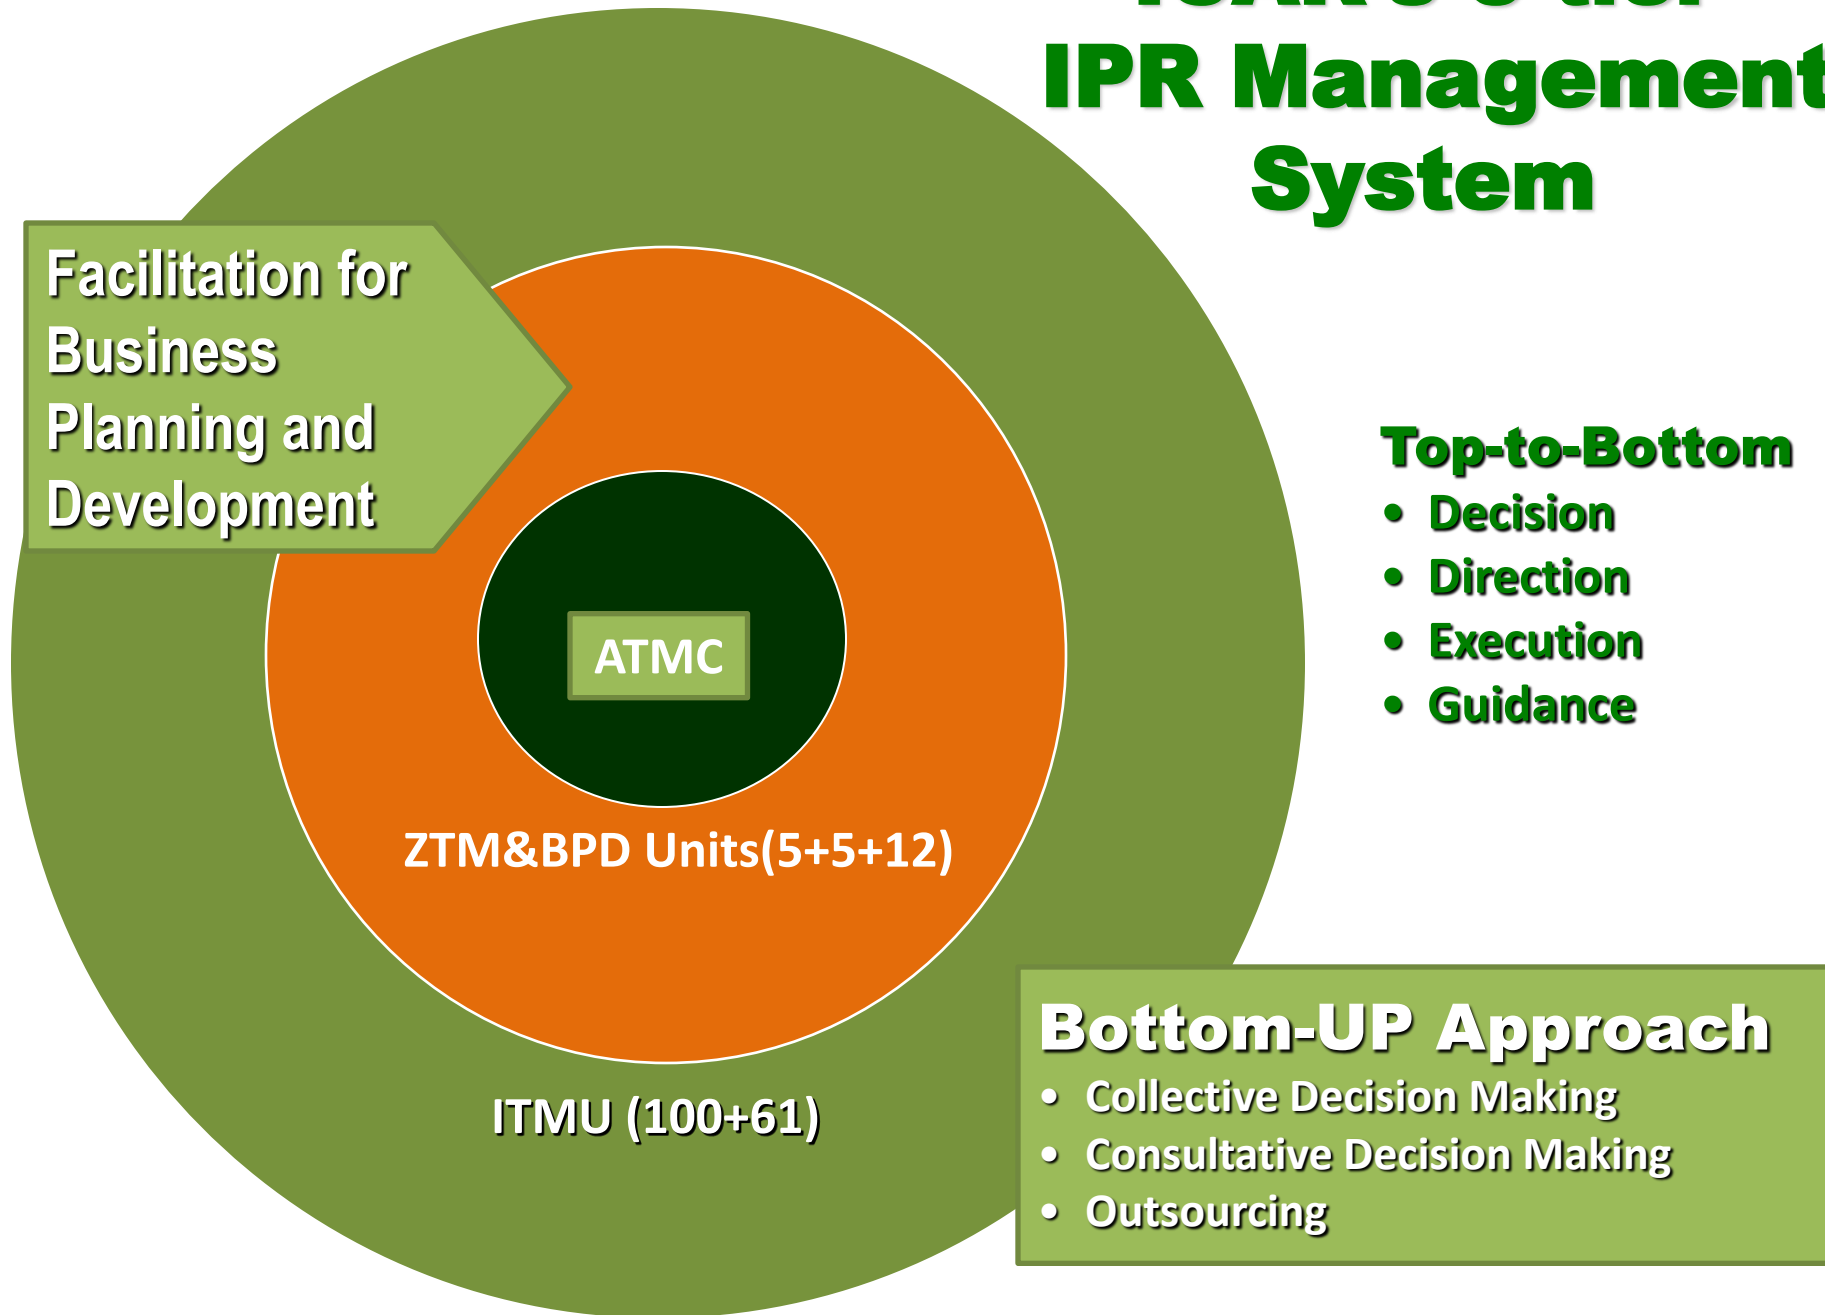 IPR Management
System
Facilitation for
Business
Planning and
Development
Top-to-Bottom
• Decision
• Direction
• Execution
• Guidance
ATMC
ZTM&BPD Units(5+5+12)
ITMU (100+61)
Bottom-UP Approach
• Collective Decision Making
• Consultative Decision Making
• Outsourcing